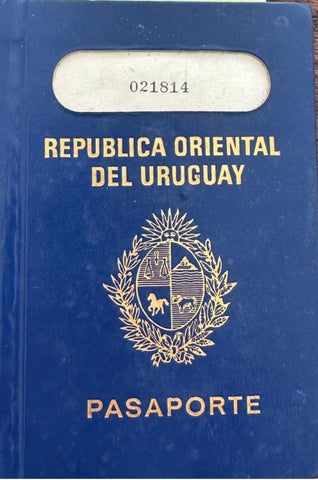 021814
REPUBLICA ORIENTAL
DEL URUGUAY
PASAPORTE